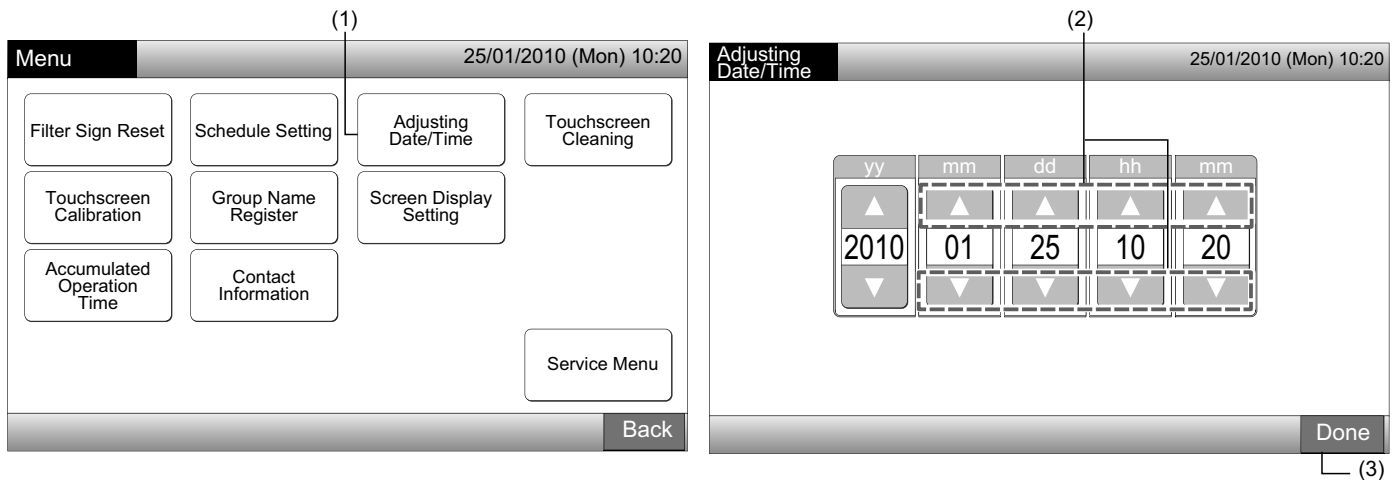 (1)
Menu
25/01/2010 (Mon) 10:20
Filter Sign Reset
Schedule Setting
Adjusting
Date/Time
Touchscreen
Cleaning
Touchscreen
Calibration
Group Name
Register
Screen Display
Setting
Accumulated
Operation
Time
Contact
Information
Service Menu
Back
(2)
Adjusting
Date/Time
25/01/2010 (Mon) 10:20
yy mm dd hh mm
2010 01 25 10 20
Done
(3)